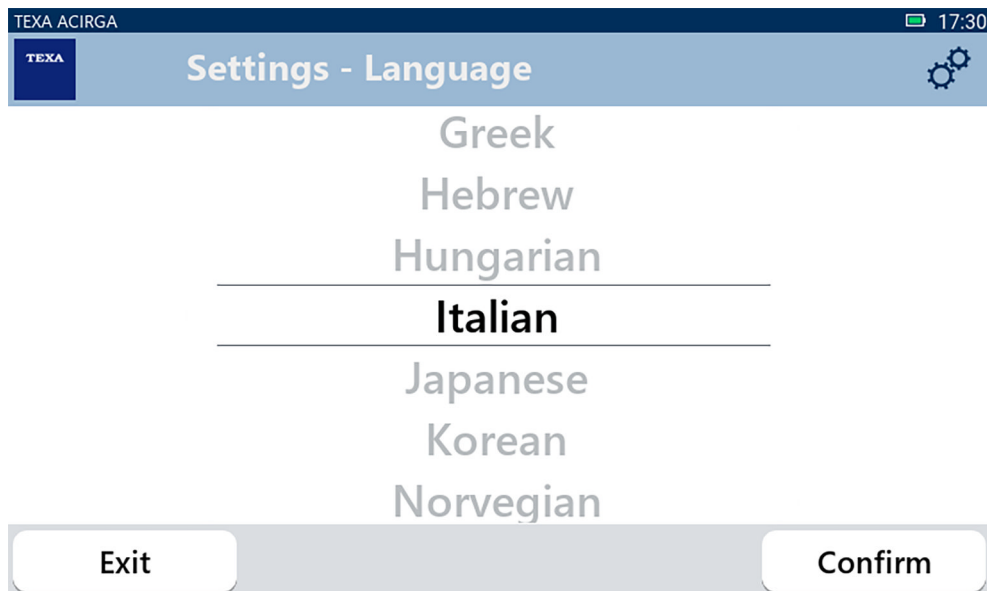 TEXA ACIRGA 17:30
TEXA Settings - Language
Greek
Hebrew
Hungarian
Italian
Japanese
Korean
Norvegian
Exit Confirm